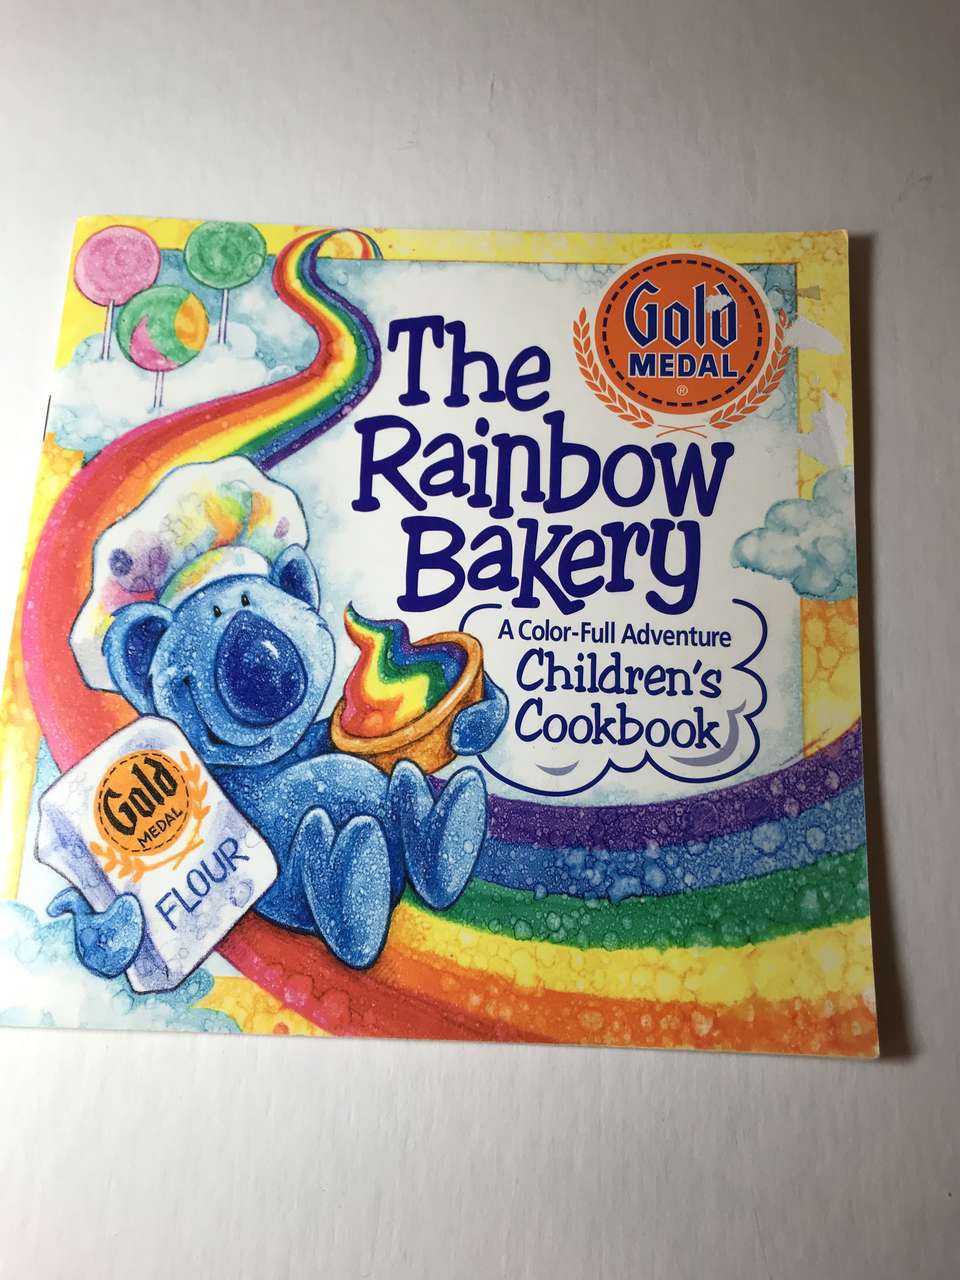 Gold
MEDAL
®
The
Rainbow
Bakery
A Color-Full Adventure
Children's
Cookbook
Gold
MEDAL
FLOUR